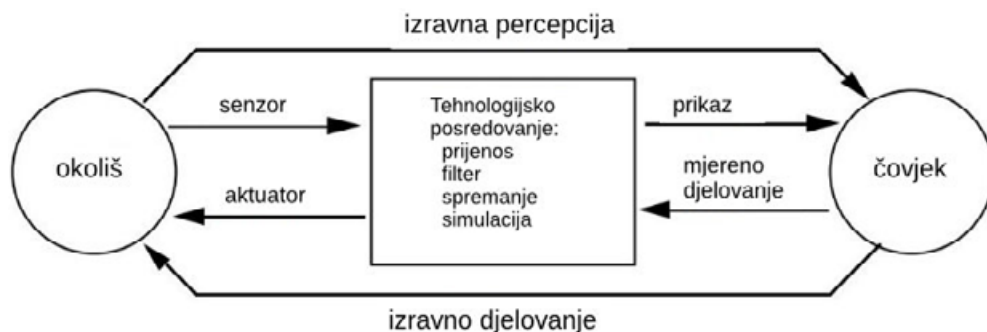 izravna percepcija
senzor
Tehnologijsko
posredovanje:
prijenos
filter
spremanje
simulacija
prikaz
okoliš
čovjek
aktuator
mjereno
djelovanje
izravno djelovanje